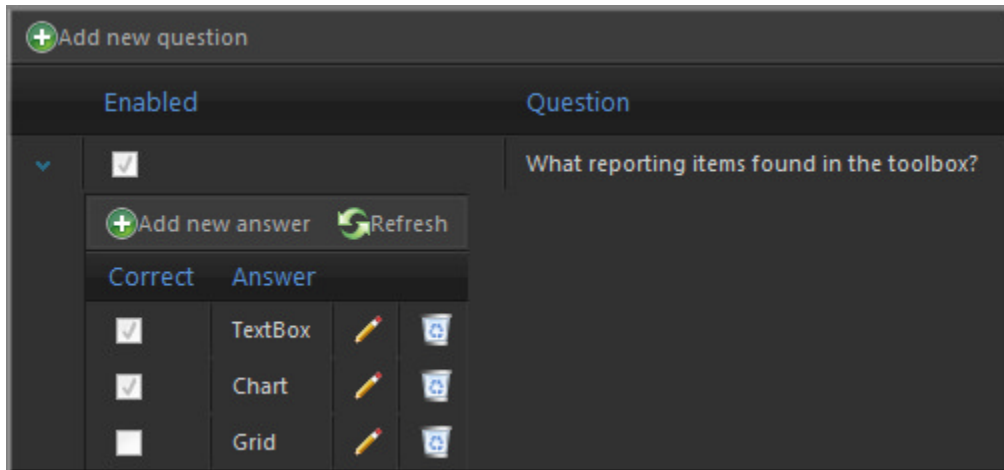 Add new question
Enabled Question
What reporting items found in the toolbox?
Add new answer Refresh
Correct Answer
TextBox
Chart
Grid